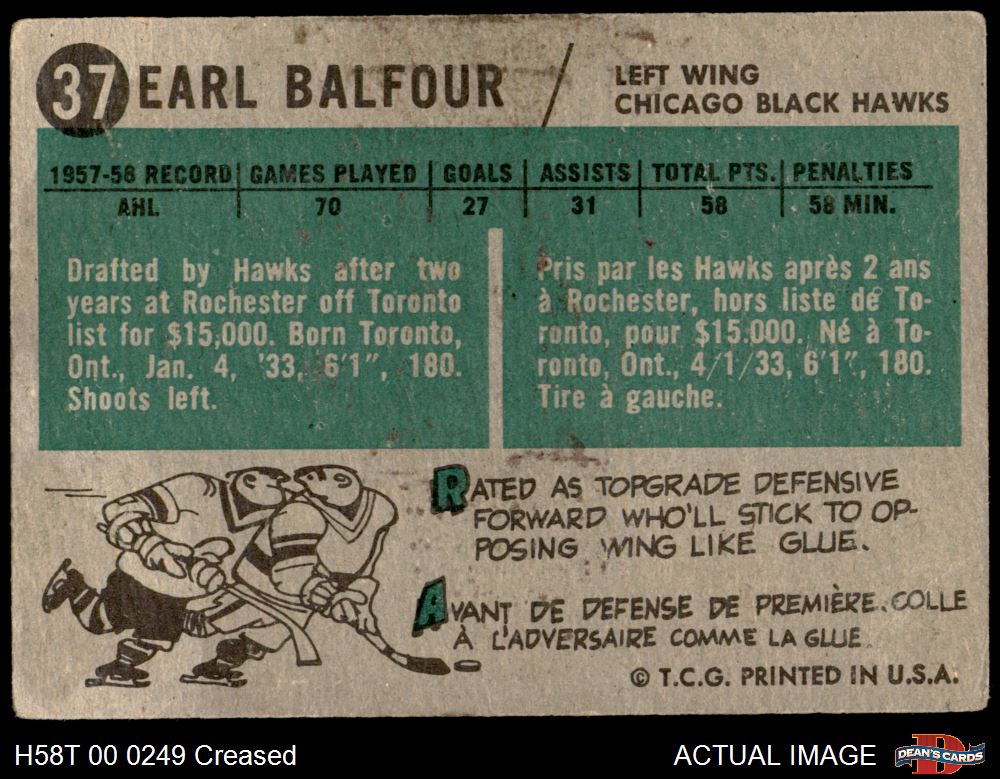 37 EARL BALFOUR / LEFT WING
CHICAGO BLACK HAWKS
1957-58 RECORD GAMES PLAYED GOALS ASSISTS TOTAL PTS. PENALTIES
AHL 70 27 31 58 58 MIN.
Drafted by Hawks after two
years at Rochester off Toronto
list for $15,000. Born Toronto,
Ont., Jan. 4, '33, 6'1", 180.
Shoots left.
Pris par les Hawks après 2 ans
à Rochester, hors liste de To-
ronto, pour $15.000. Né à To-
ronto, Ont., 4/1/33, 6'1", 180.
Tire à gauche.
RATED AS TOPGRADE DEFENSIVE
FORWARD WHO'LL STICK TO OP-
POSING WING LIKE GLUE.
AVANT DE DEFENSE DE PREMIÈRE. COLLE
À L'ADVERSAIRE COMME LA GLUE.
© T.C.G. PRINTED IN U.S.A.
H58T 00 0249 Creased
ACTUAL IMAGE
DEAN'S CARDS